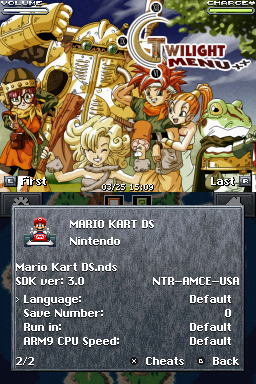 VOLUME CHARGE
TWILIGHT
MENU++
L First
03/25 15:09
Last R
MARIO KART DS
Nintendo
Mario Kart DS.nds
SDK ver: 3.0 NTR-AMCE-USA
> Language: Default
Save Number: 0
Run in: Default
ARM9 CPU Speed: Default
2/2 X Cheats B Back